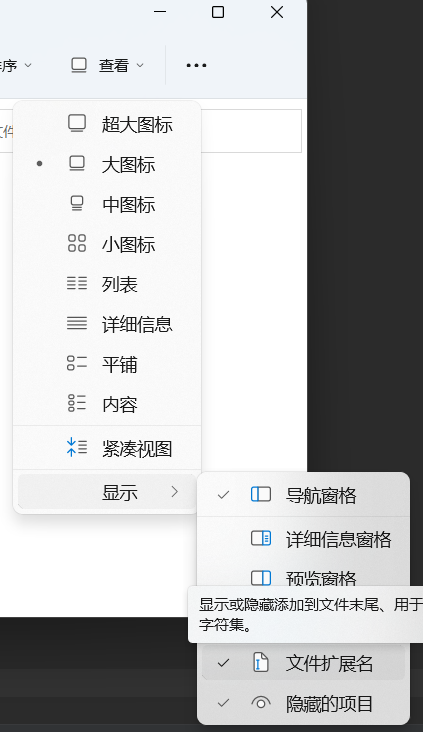 序
查看
超大图标
大图标
中图标
小图标
列表
详细信息
平铺
内容
紧凑视图
显示
导航窗格
详细信息窗格
预览窗格
显示或隐藏添加到文件末尾、用于
字符集。
文件扩展名
隐藏的项目